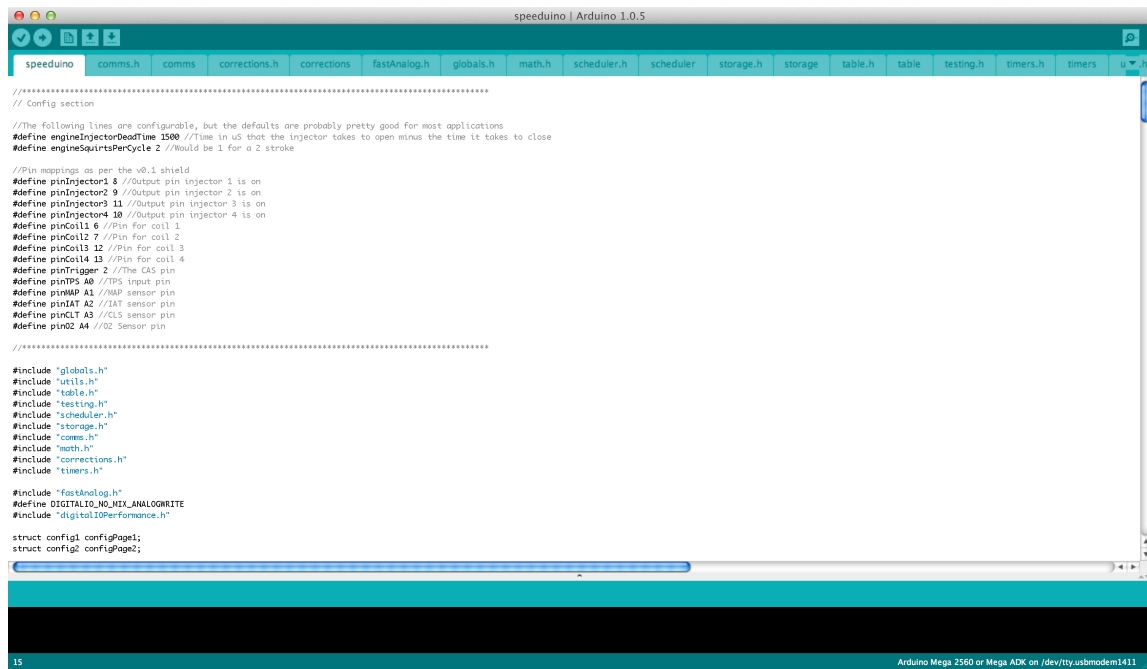 speeduino | Arduino 1.0.5
speeduino comms.h comms corrections.h corrections fastAnalog.h globals.h math.h scheduler.h scheduler storage.h storage table.h table testing.h timers.h timers
//****************************************************************************************************
// Config section
//The following lines are configurable, but the defaults are probably pretty good for most applications
#define engineInjectorDeadTime 1500 //Time in uS that the injector takes to open minus the time it takes to close
#define engineSquirtsPerCycle 2 //Would be 1 for a 2 stroke
//Pin mappings as per the v0.1 shield
#define pinInjector1 8 //Output pin injector 1 is on
#define pinInjector2 9 //Output pin injector 2 is on
#define pinInjector3 11 //Output pin injector 3 is on
#define pinInjector4 10 //Output pin injector 4 is on
#define pinCoil1 6 //Pin for coil 1
#define pinCoil2 7 //Pin for coil 2
#define pinCoil3 12 //Pin for coil 3
#define pinCoil4 13 //Pin for coil 4
#define pinTrigger 2 //The CAS pin
#define pinTPS A0 //TPS input pin
#define pinMAP A1 //MAP sensor pin
#define pinIAT A2 //IAT sensor pin
#define pinCLT A3 //CLS sensor pin
#define pinO2 A4 //O2 Sensor pin
//****************************************************************************************************
#include "globals.h"
#include "utils.h"
#include "table.h"
#include "testing.h"
#include "scheduler.h"
#include "storage.h"
#include "comms.h"
#include "math.h"
#include "corrections.h"
#include "timers.h"
#include "fastAnalog.h"
#define DIGITALIO_NO_MIX_ANALOGWRITE
#include "digitalIOPerformance.h"
struct config1 configPage1;
struct config2 configPage2;
15 Arduino Mega 2560 or Mega ADK on /dev/tty.usbmodem1411